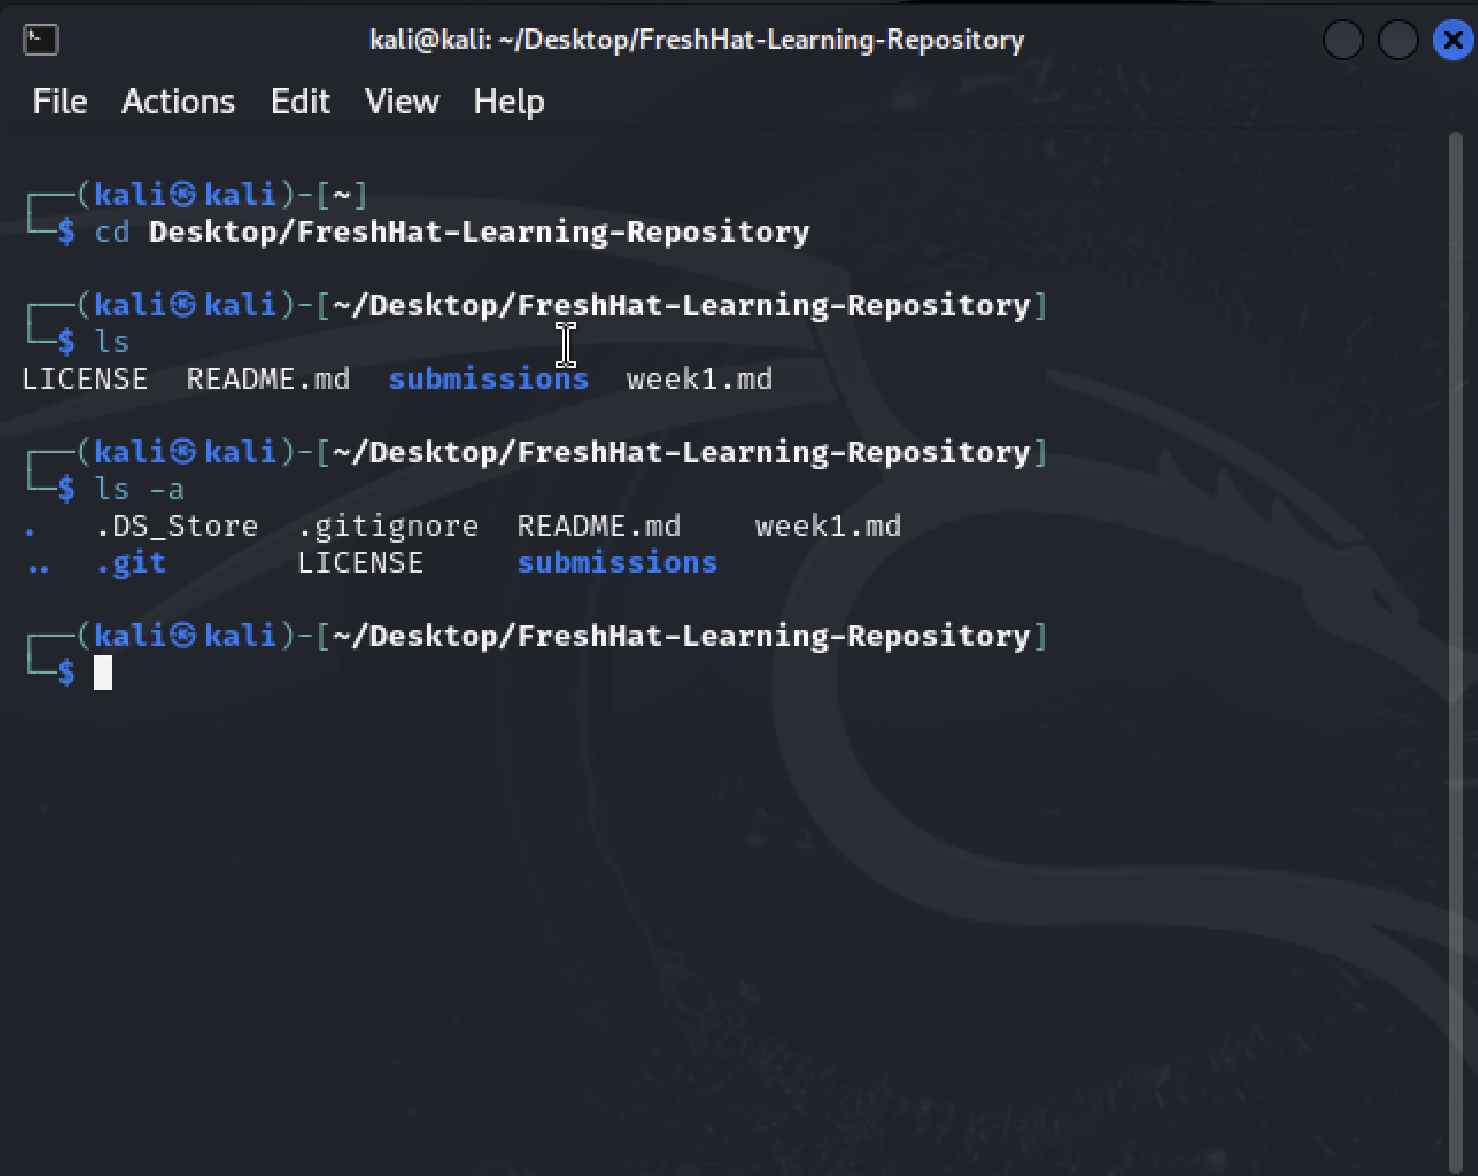 kali@kali: ~/Desktop/FreshHat-Learning-Repository
File Actions Edit View Help
┌──(kali㉿kali)-[~]
└─$ cd Desktop/FreshHat-Learning-Repository
┌──(kali㉿kali)-[~/Desktop/FreshHat-Learning-Repository]
└─$ ls
LICENSE README.md submissions week1.md
┌──(kali㉿kali)-[~/Desktop/FreshHat-Learning-Repository]
└─$ ls -a
. .DS_Store .gitignore README.md week1.md
.. .git LICENSE submissions
┌──(kali㉿kali)-[~/Desktop/FreshHat-Learning-Repository]
└─$